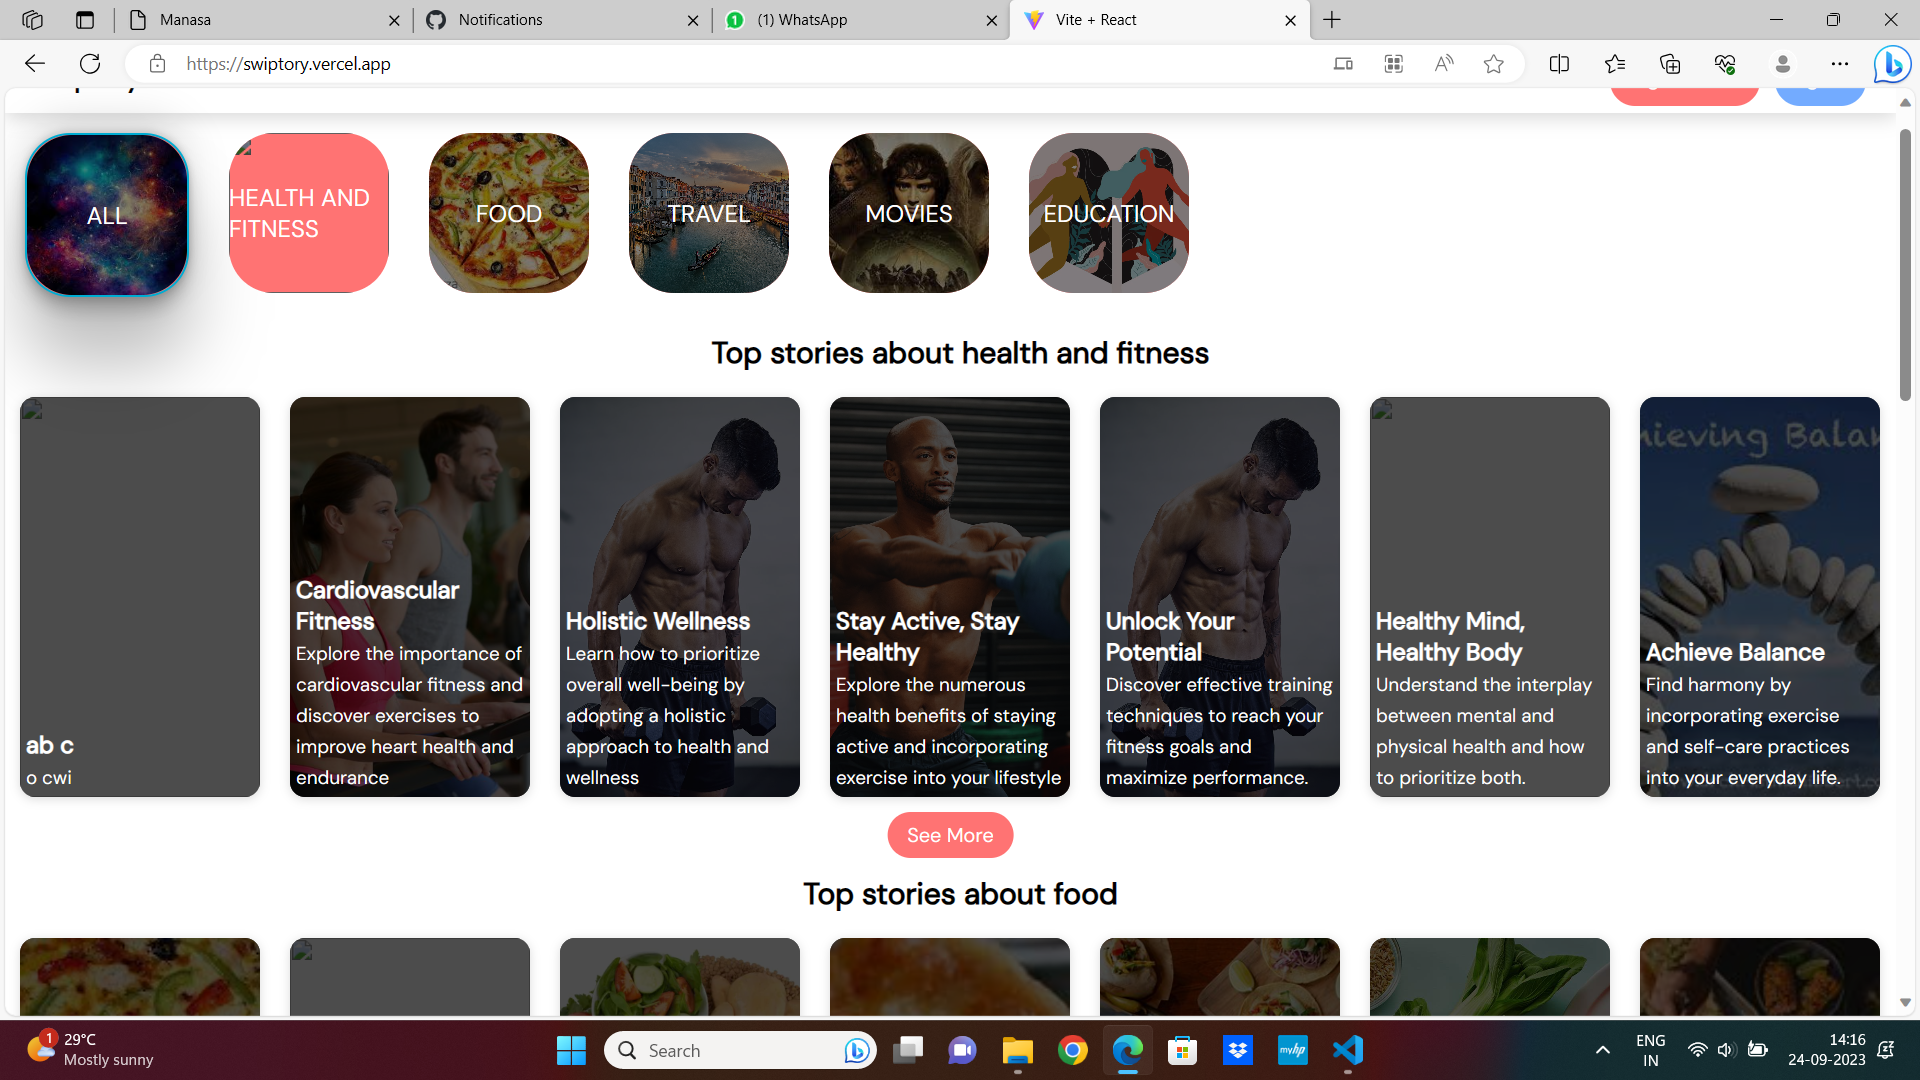 Manasa
Notifications
(1) WhatsApp
Vite + React
https://swiptory.vercel.app
ALL
HEALTH AND
FITNESS
FOOD
TRAVEL
MOVIES
EDUCATION
Top stories about health and fitness
ab c
o cwi
Cardiovascular
Fitness
Explore the importance of
cardiovascular fitness and
discover exercises to
improve heart health and
endurance
Holistic Wellness
Learn how to prioritize
overall well-being by
adopting a holistic
approach to health and
wellness
Stay Active, Stay
Healthy
Explore the numerous
health benefits of staying
active and incorporating
exercise into your lifestyle
Unlock Your
Potential
Discover effective training
techniques to reach your
fitness goals and
maximize performance.
Healthy Mind,
Healthy Body
Understand the interplay
between mental and
physical health and how
to prioritize both.
Achieve Balance
Find harmony by
incorporating exercise
and self-care practices
into your everyday life.
See More
Top stories about food
1
29°C
Mostly sunny
Search
myhp
ENG
IN
14:16
24-09-2023